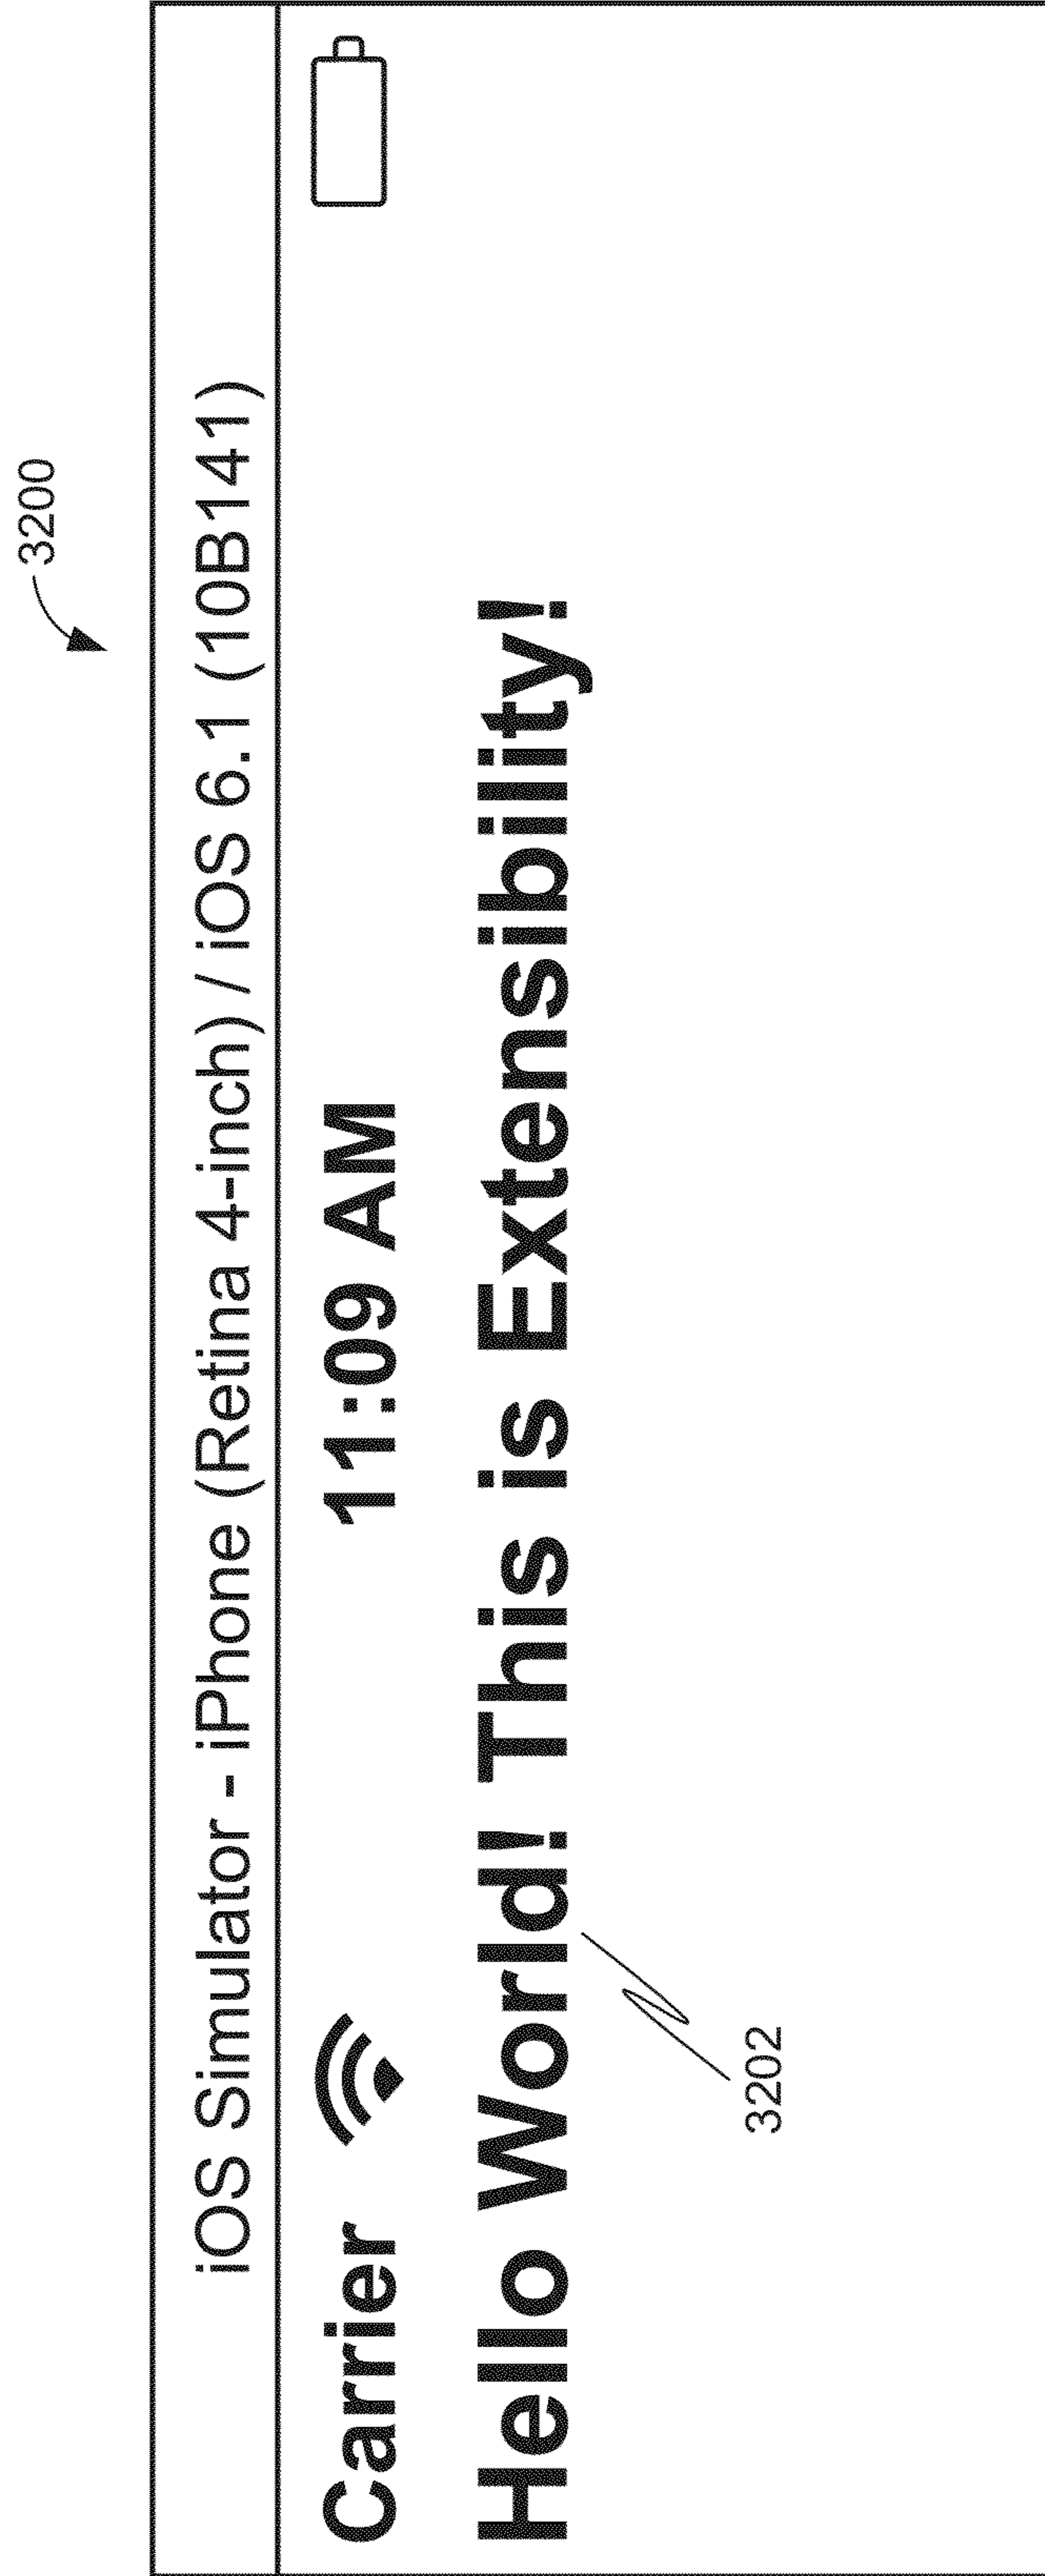 3200
iOS Simulator - iPhone (Retina 4-inch) / iOS 6.1 (10B141)
Carrier 11:09 AM
Hello World! This is Extensibility!
3202